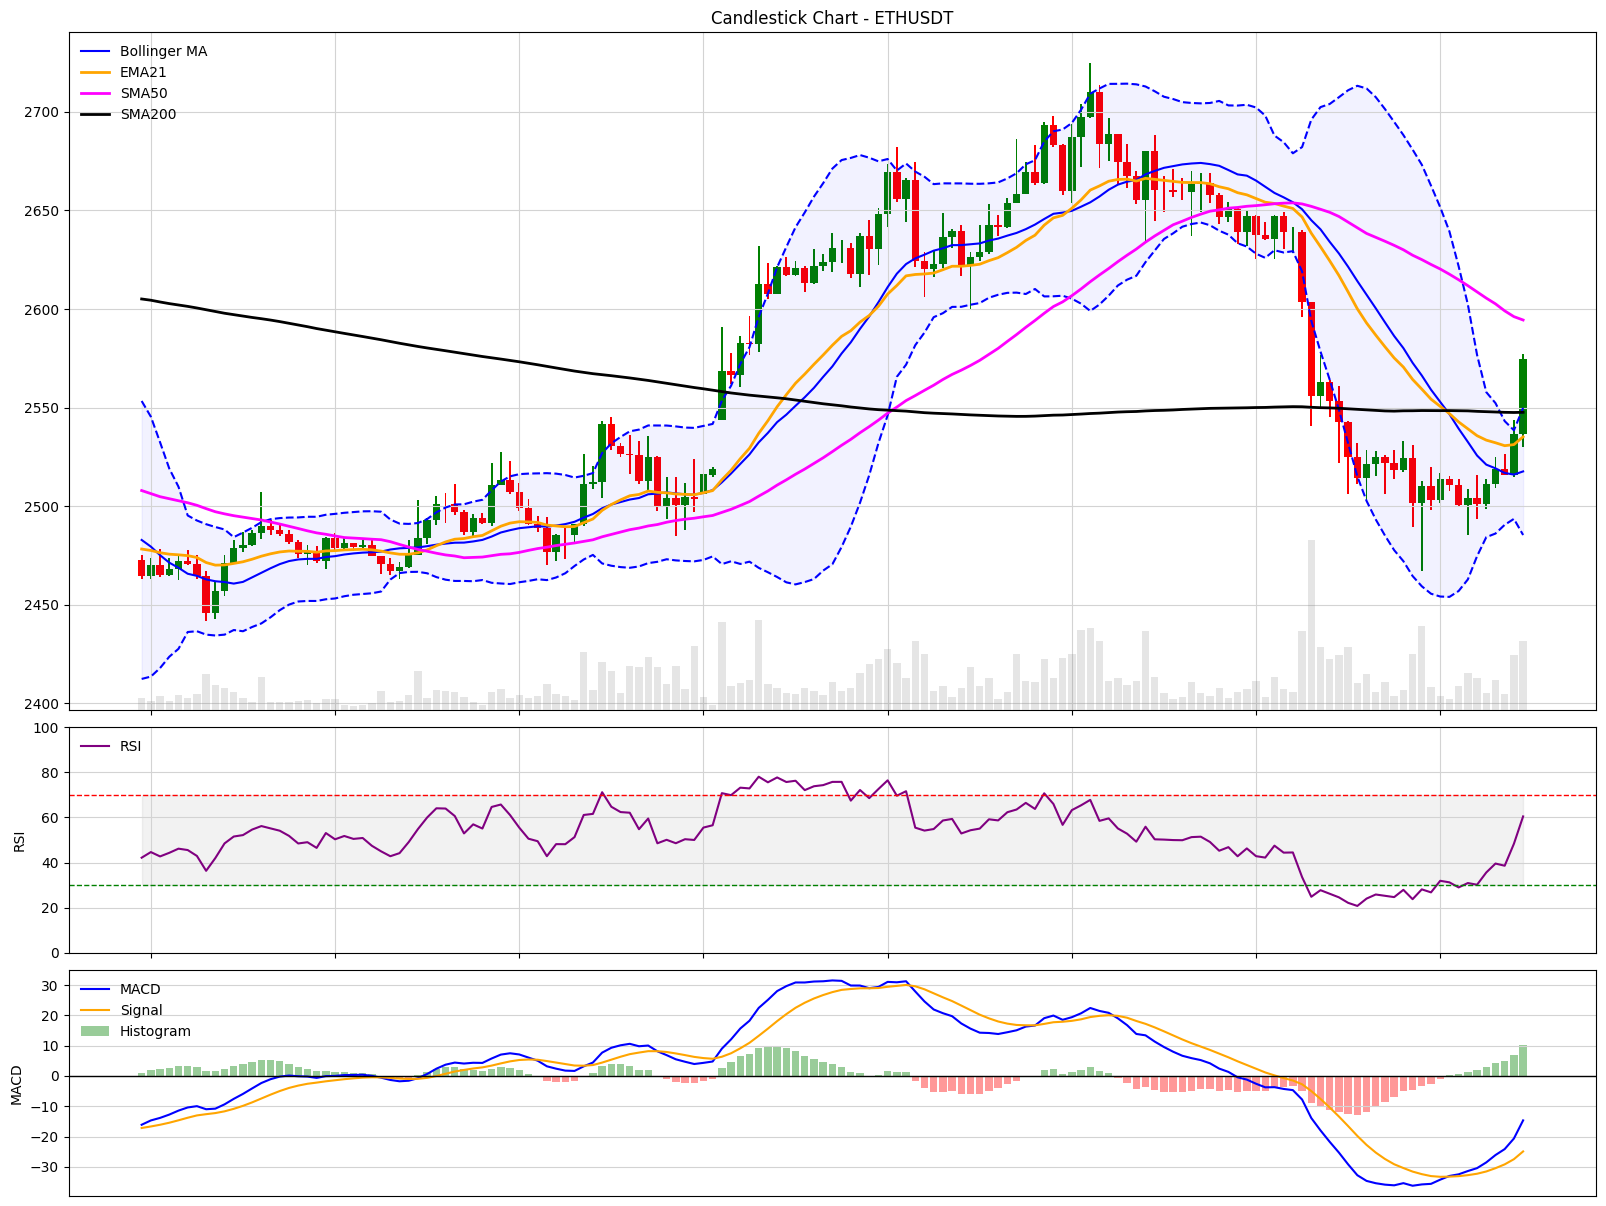 Candlestick Chart - ETHUSDT
Bollinger MA
EMA21
SMA50
SMA200
2700
2650
2600
2550
2500
2450
2400
RSI
100
80
60
40
20
0
RSI
MACD
Signal
Histogram
30
20
10
0
−10
−20
−30
MACD